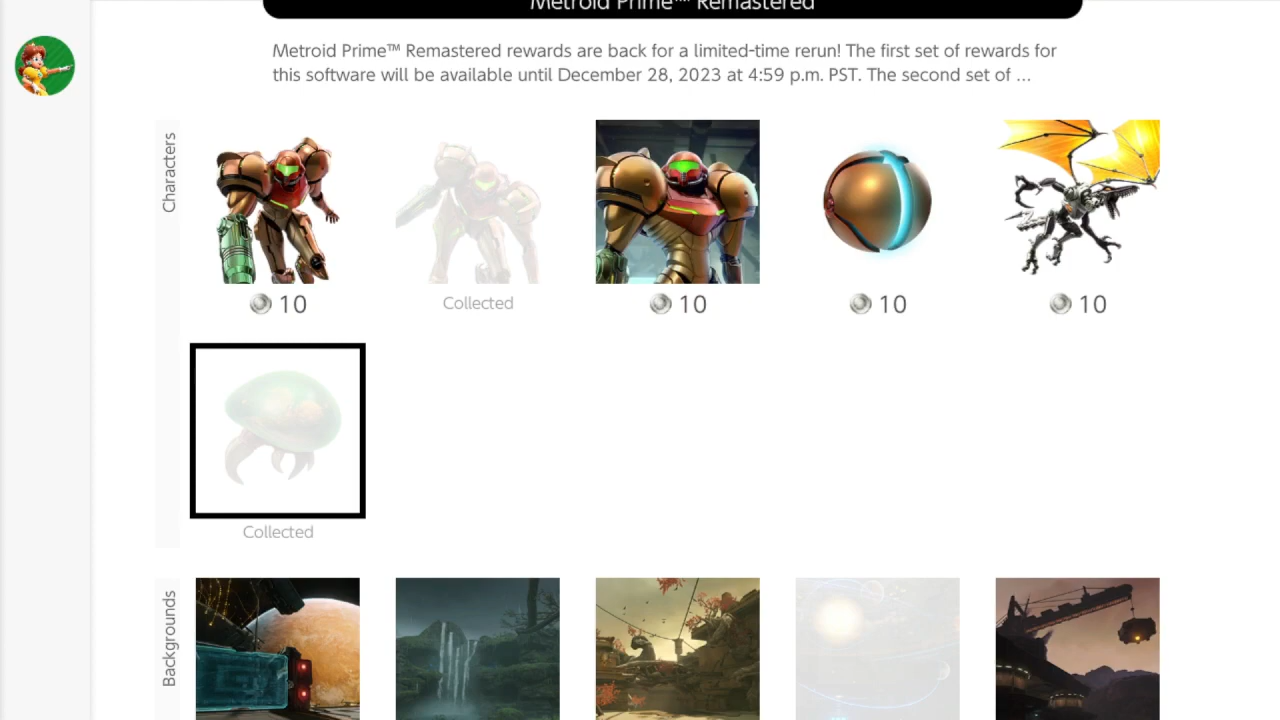 Metroid Prime™ Remastered
Metroid Prime™ Remastered rewards are back for a limited-time rerun! The first set of rewards for
this software will be available until December 28, 2023 at 4:59 p.m. PST. The second set of ...
Characters
10
Collected
10
10
10
Collected
Backgrounds